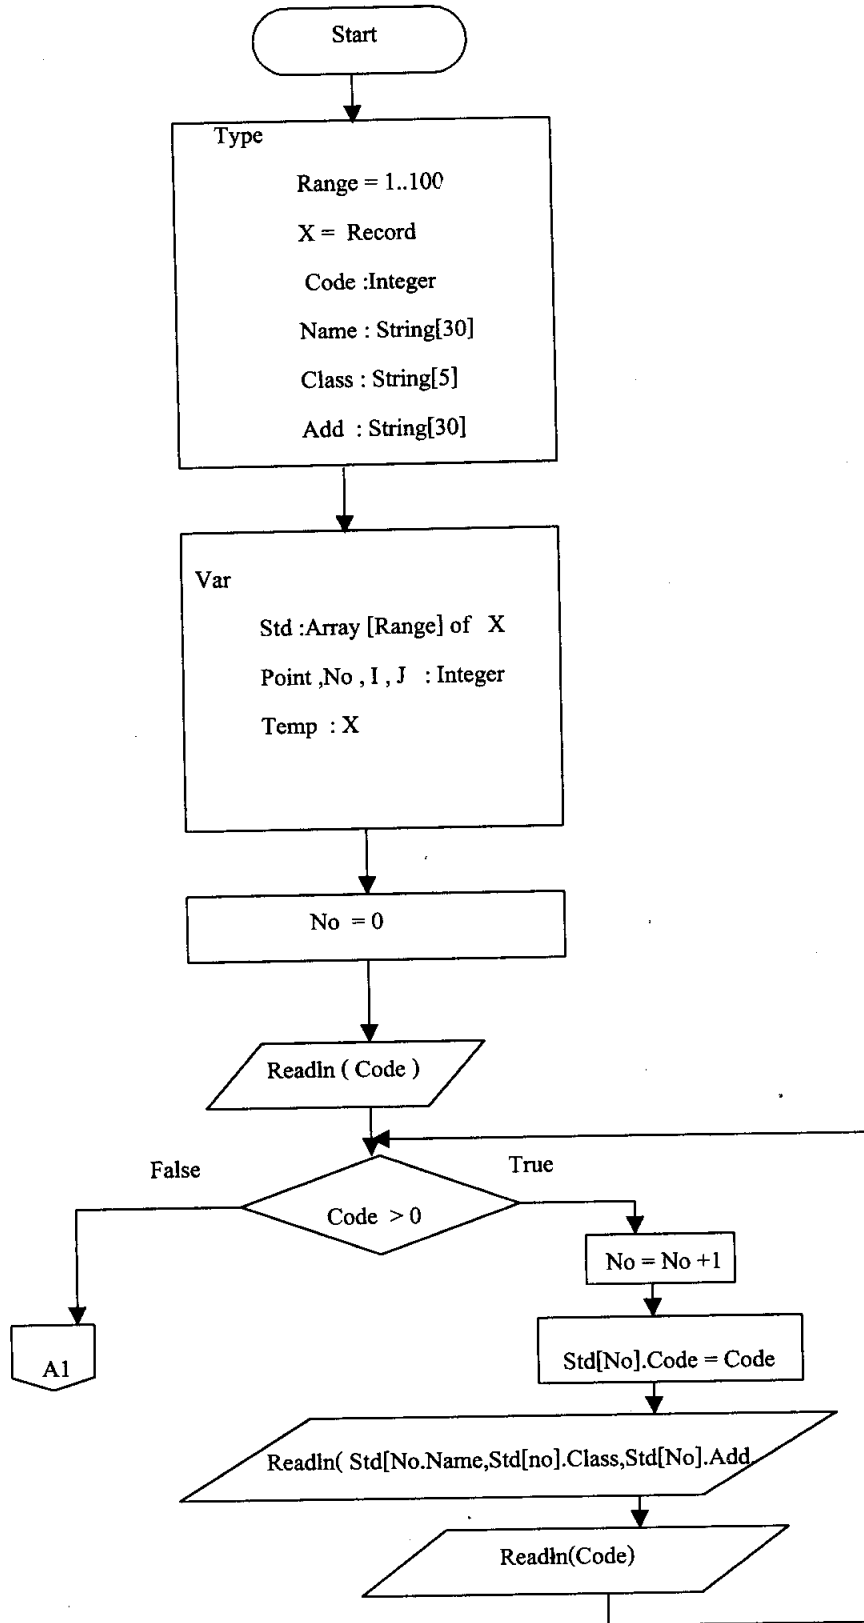 Start
Type
Range = 1..100
X = Record
Code :Integer
Name : String[30]
Class : String[5]
Add : String[30]
Var
Std :Array [Range] of X
Point ,No , I , J : Integer
Temp : X
No = 0
Readln ( Code )
False
True
Code > 0
No = No +1
A1
Std[No].Code = Code
Readln( Std[No.Name,Std[no].Class,Std[No].Add.
Readln(Code)